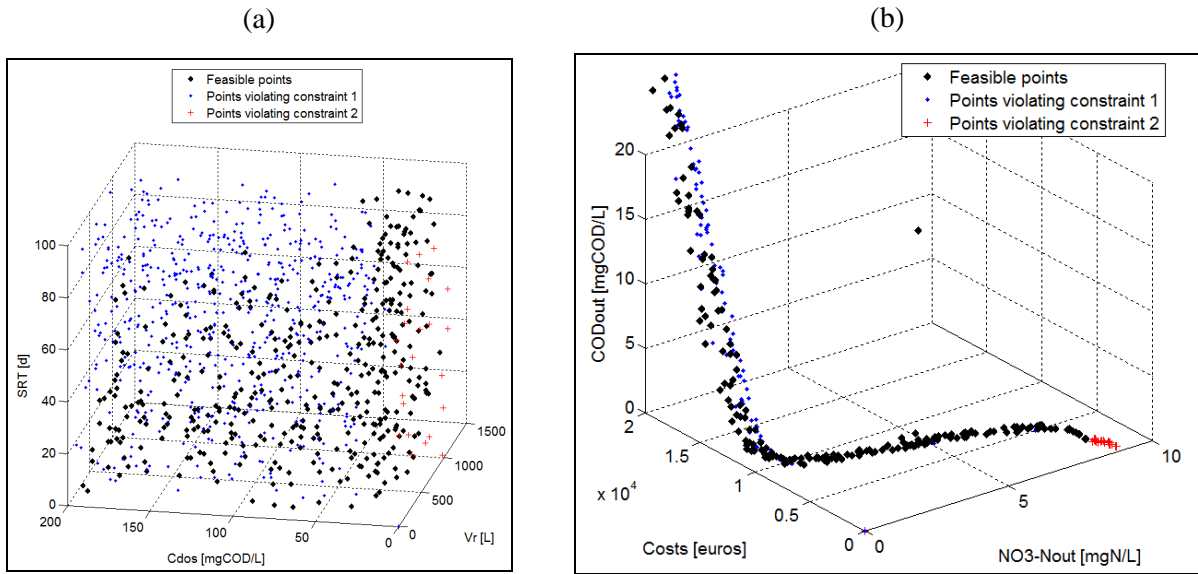 (a)
(b)
Feasible points
Points violating constraint 1
Points violating constraint 2
100
80
60
40
20
0
SRT [d]
200
150
100
50
0
Cdos [mgCOD/L]
1500
1000
500
0
Vr [L]
Feasible points
Points violating constraint 1
Points violating constraint 2
20
15
10
5
0
CODout [mgCOD/L]
2
1.5
1
0.5
0
x 10^4
Costs [euros]
0
5
10
NO3-Nout [mgN/L]